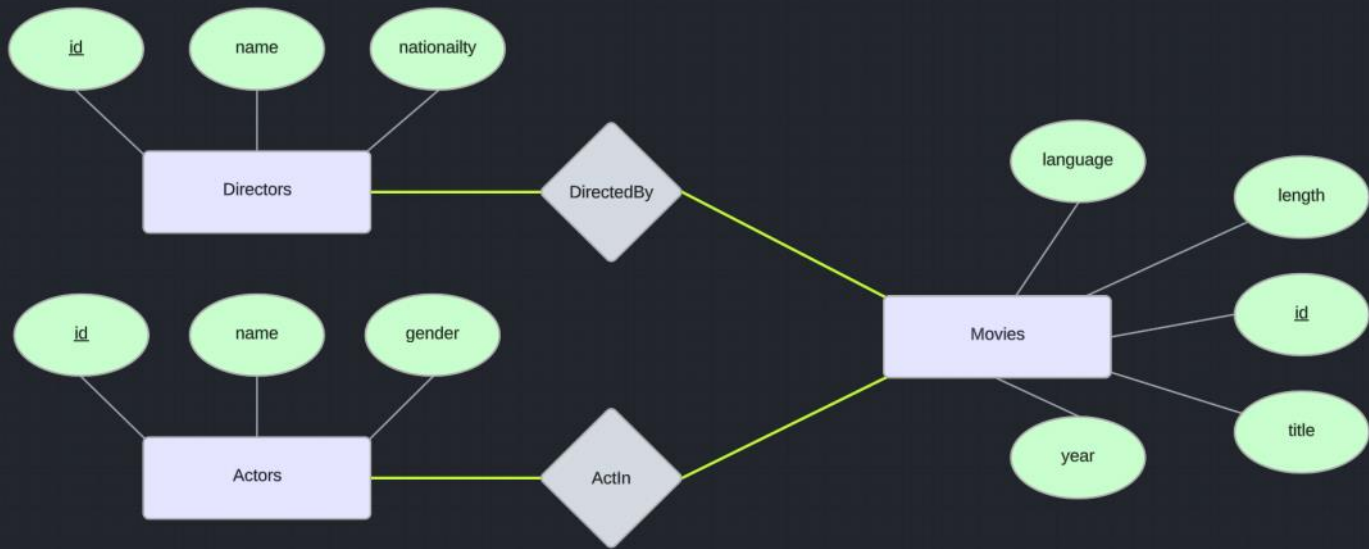 id
name
nationailty
Directors
DirectedBy
language
length
id
name
gender
id
Movies
title
year
Actors
ActIn